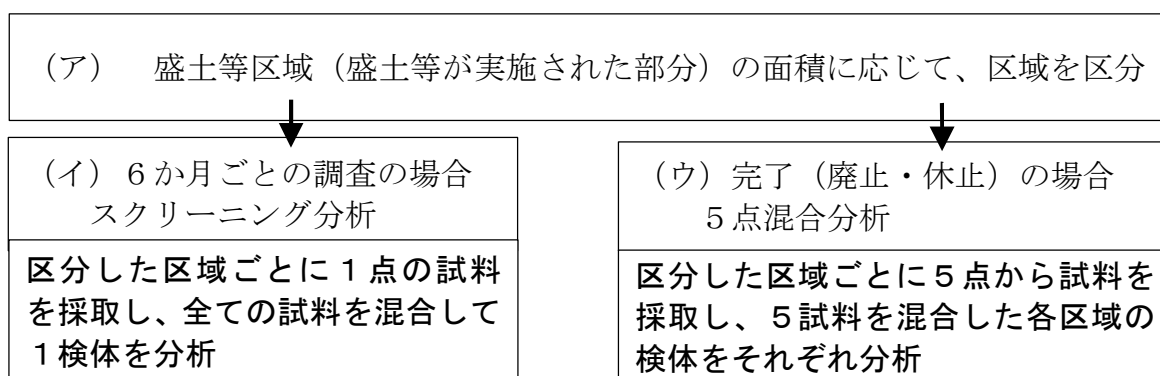 （ア）　盛土等区域（盛土等が実施された部分）の面積に応じて、区域を区分
（イ）６か月ごとの調査の場合
スクリーニング分析
区分した区域ごとに１点の試料
を採取し、全ての試料を混合して
１検体を分析
（ウ）完了（廃止・休止）の場合
５点混合分析
区分した区域ごとに５点から試料を
採取し、５試料を混合した各区域の
検体をそれぞれ分析